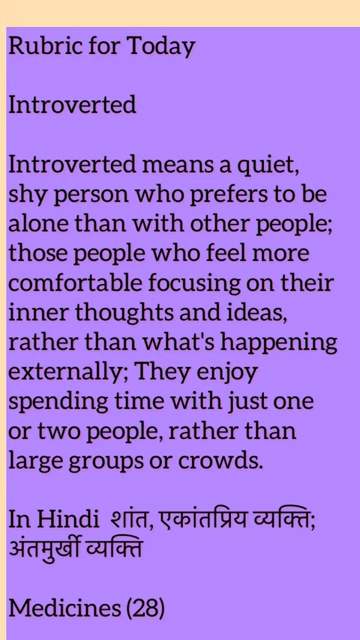 Rubric for Today
Introverted
Introverted means a quiet,
shy person who prefers to be
alone than with other people;
those people who feel more
comfortable focusing on their
inner thoughts and ideas,
rather than what's happening
externally; They enjoy
spending time with just one
or two people, rather than
large groups or crowds.
In Hindi शांत, एकांतप्रिय व्यक्ति;
अंतमुर्खी व्यक्ति
Medicines (28)